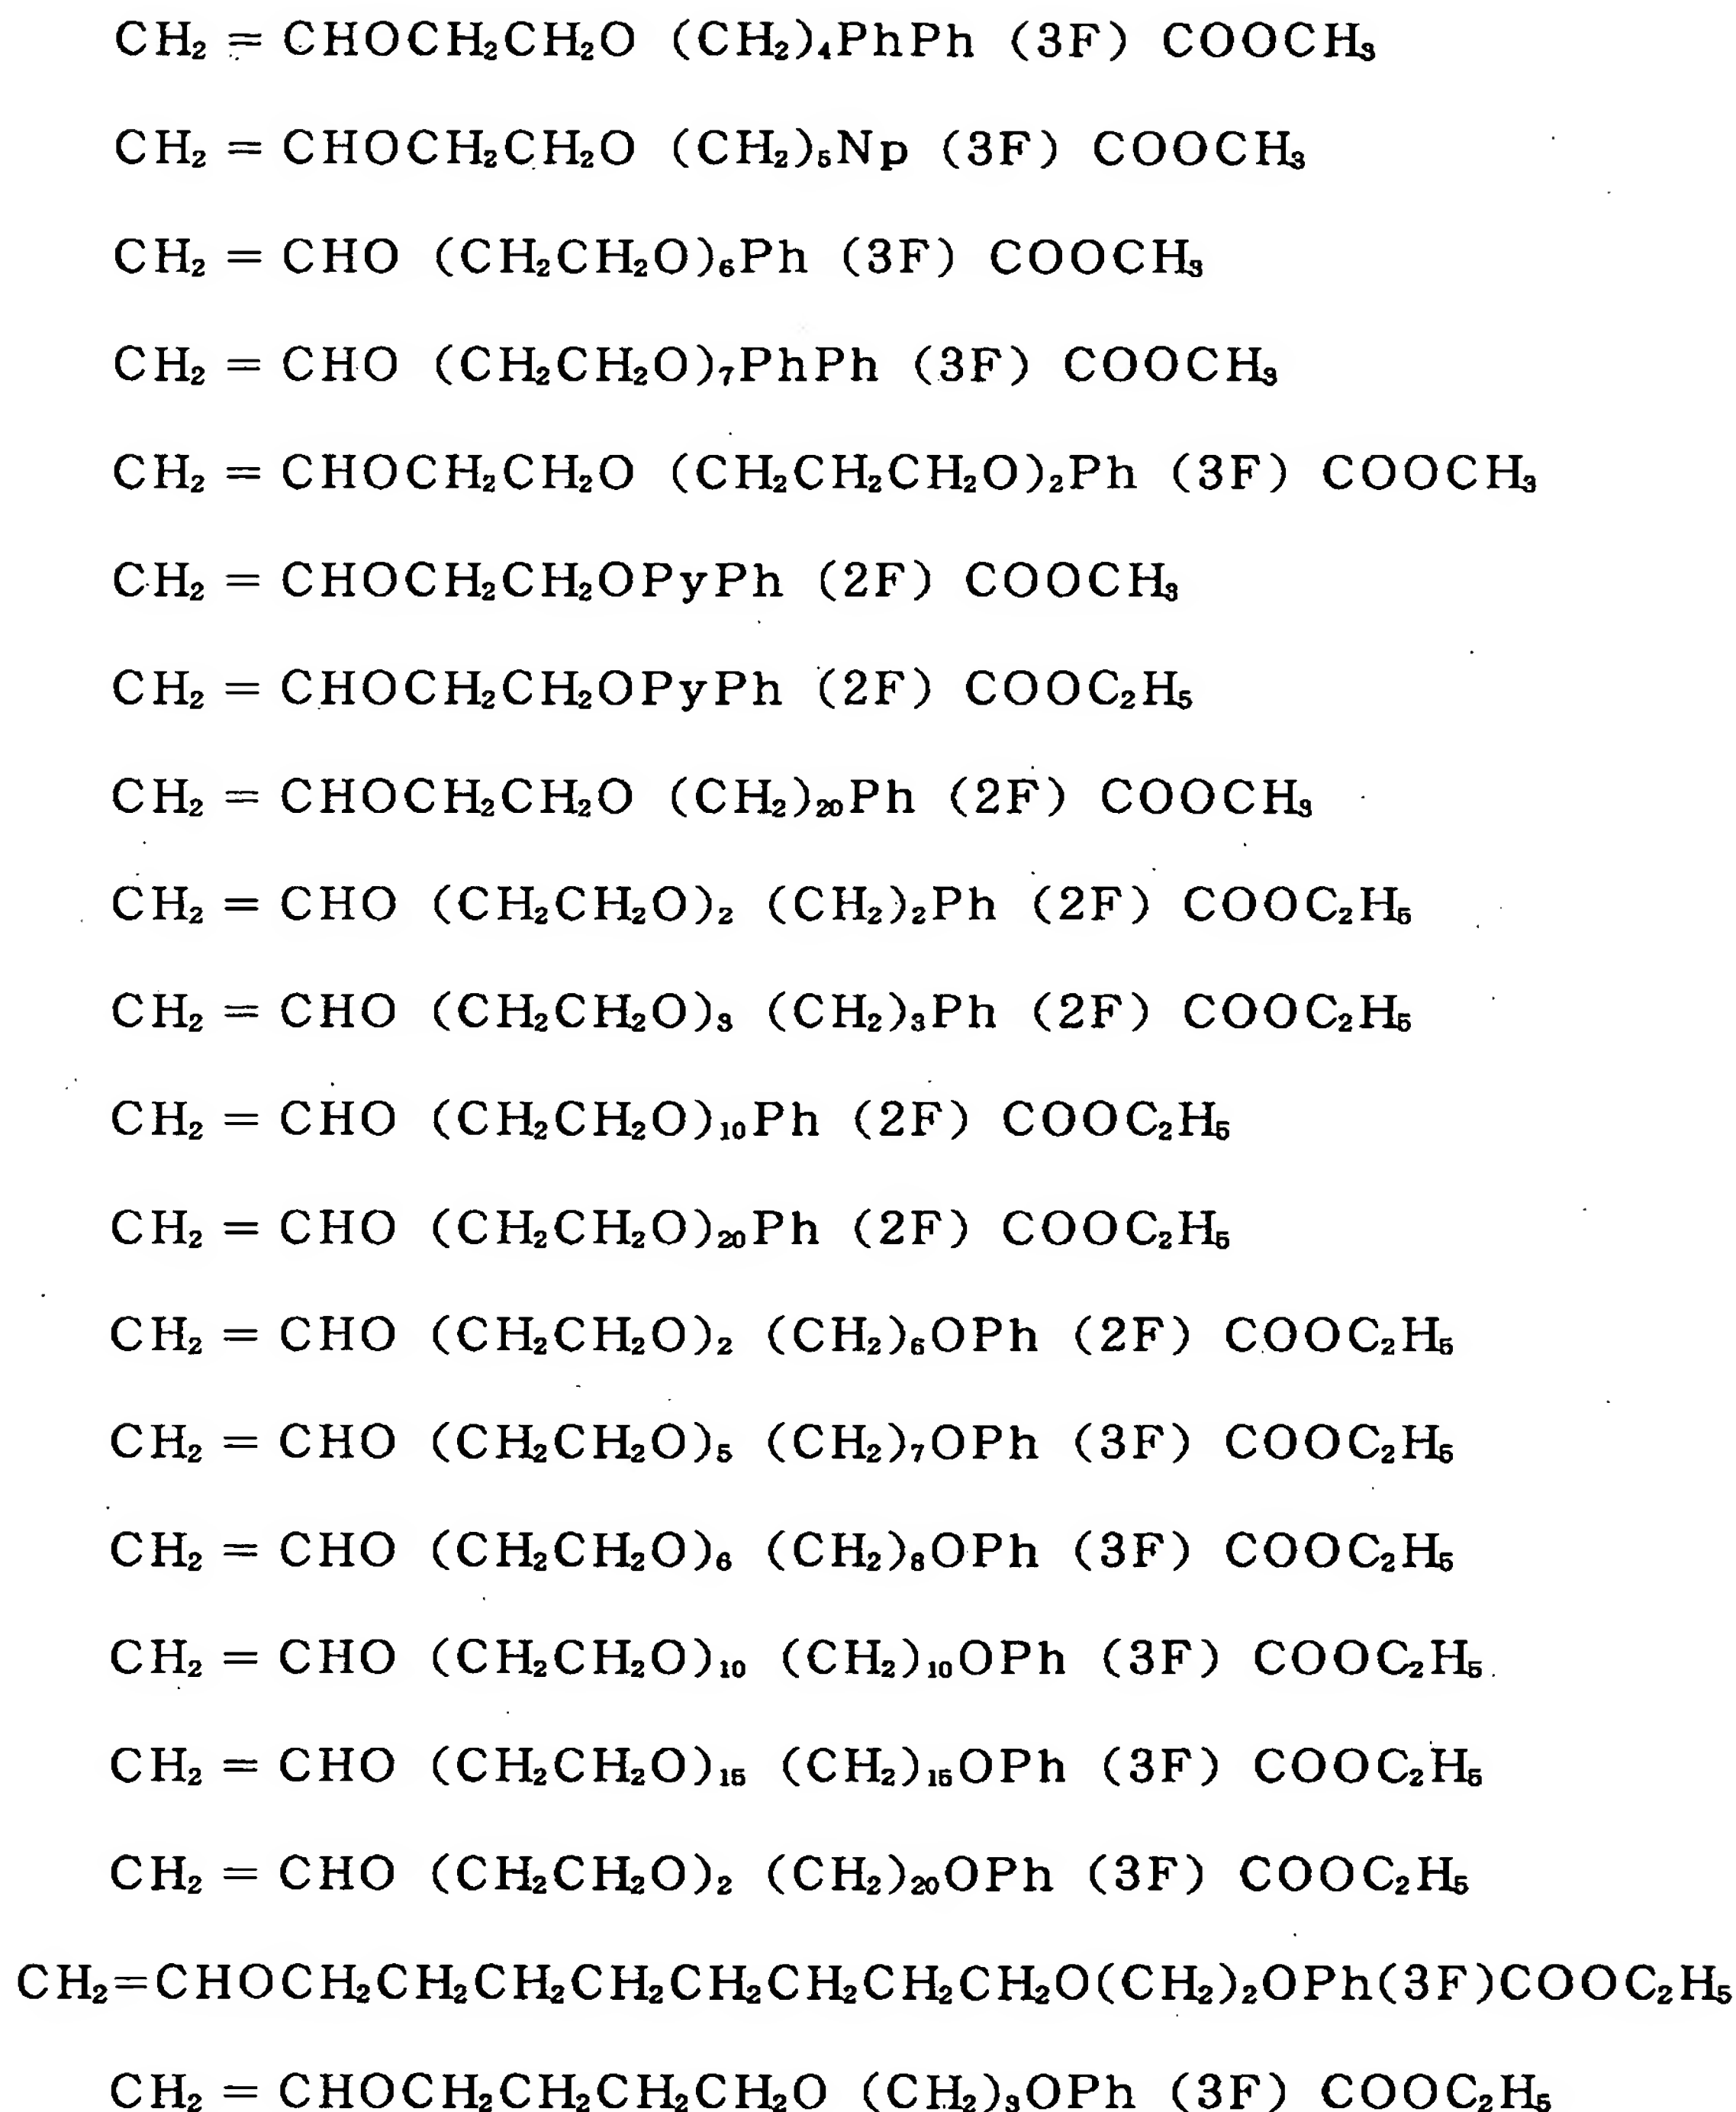 CH₂ = CHOCH₂CH₂O (CH₂)₄PhPh (3F) COOCH₃
CH₂ = CHOCH₂CH₂O (CH₂)₅Np (3F) COOCH₃
CH₂ = CHO (CH₂CH₂O)₆Ph (3F) COOCH₃
CH₂ = CHO (CH₂CH₂O)₇PhPh (3F) COOCH₃
CH₂ = CHOCH₂CH₂O (CH₂CH₂CH₂O)₂Ph (3F) COOCH₃
CH₂ = CHOCH₂CH₂OPyPh (2F) COOCH₃
CH₂ = CHOCH₂CH₂OPyPh (2F) COOC₂H₅
CH₂ = CHOCH₂CH₂O (CH₂)₂₀Ph (2F) COOCH₃
CH₂ = CHO (CH₂CH₂O)₂ (CH₂)₂Ph (2F) COOC₂H₅
CH₂ = CHO (CH₂CH₂O)₃ (CH₂)₃Ph (2F) COOC₂H₅
CH₂ = CHO (CH₂CH₂O)₁₀Ph (2F) COOC₂H₅
CH₂ = CHO (CH₂CH₂O)₂₀Ph (2F) COOC₂H₅
CH₂ = CHO (CH₂CH₂O)₂ (CH₂)₆OPh (2F) COOC₂H₅
CH₂ = CHO (CH₂CH₂O)₅ (CH₂)₇OPh (3F) COOC₂H₅
CH₂ = CHO (CH₂CH₂O)₆ (CH₂)₈OPh (3F) COOC₂H₅
CH₂ = CHO (CH₂CH₂O)₁₀ (CH₂)₁₀OPh (3F) COOC₂H₅
CH₂ = CHO (CH₂CH₂O)₁₅ (CH₂)₁₅OPh (3F) COOC₂H₅
CH₂ = CHO (CH₂CH₂O)₂ (CH₂)₂₀OPh (3F) COOC₂H₅
CH₂=CHOCH₂CH₂CH₂CH₂CH₂CH₂CH₂CH₂O(CH₂)₂OPh(3F)COOC₂H₅
CH₂ = CHOCH₂CH₂CH₂CH₂O (CH₂)₃OPh (3F) COOC₂H₅